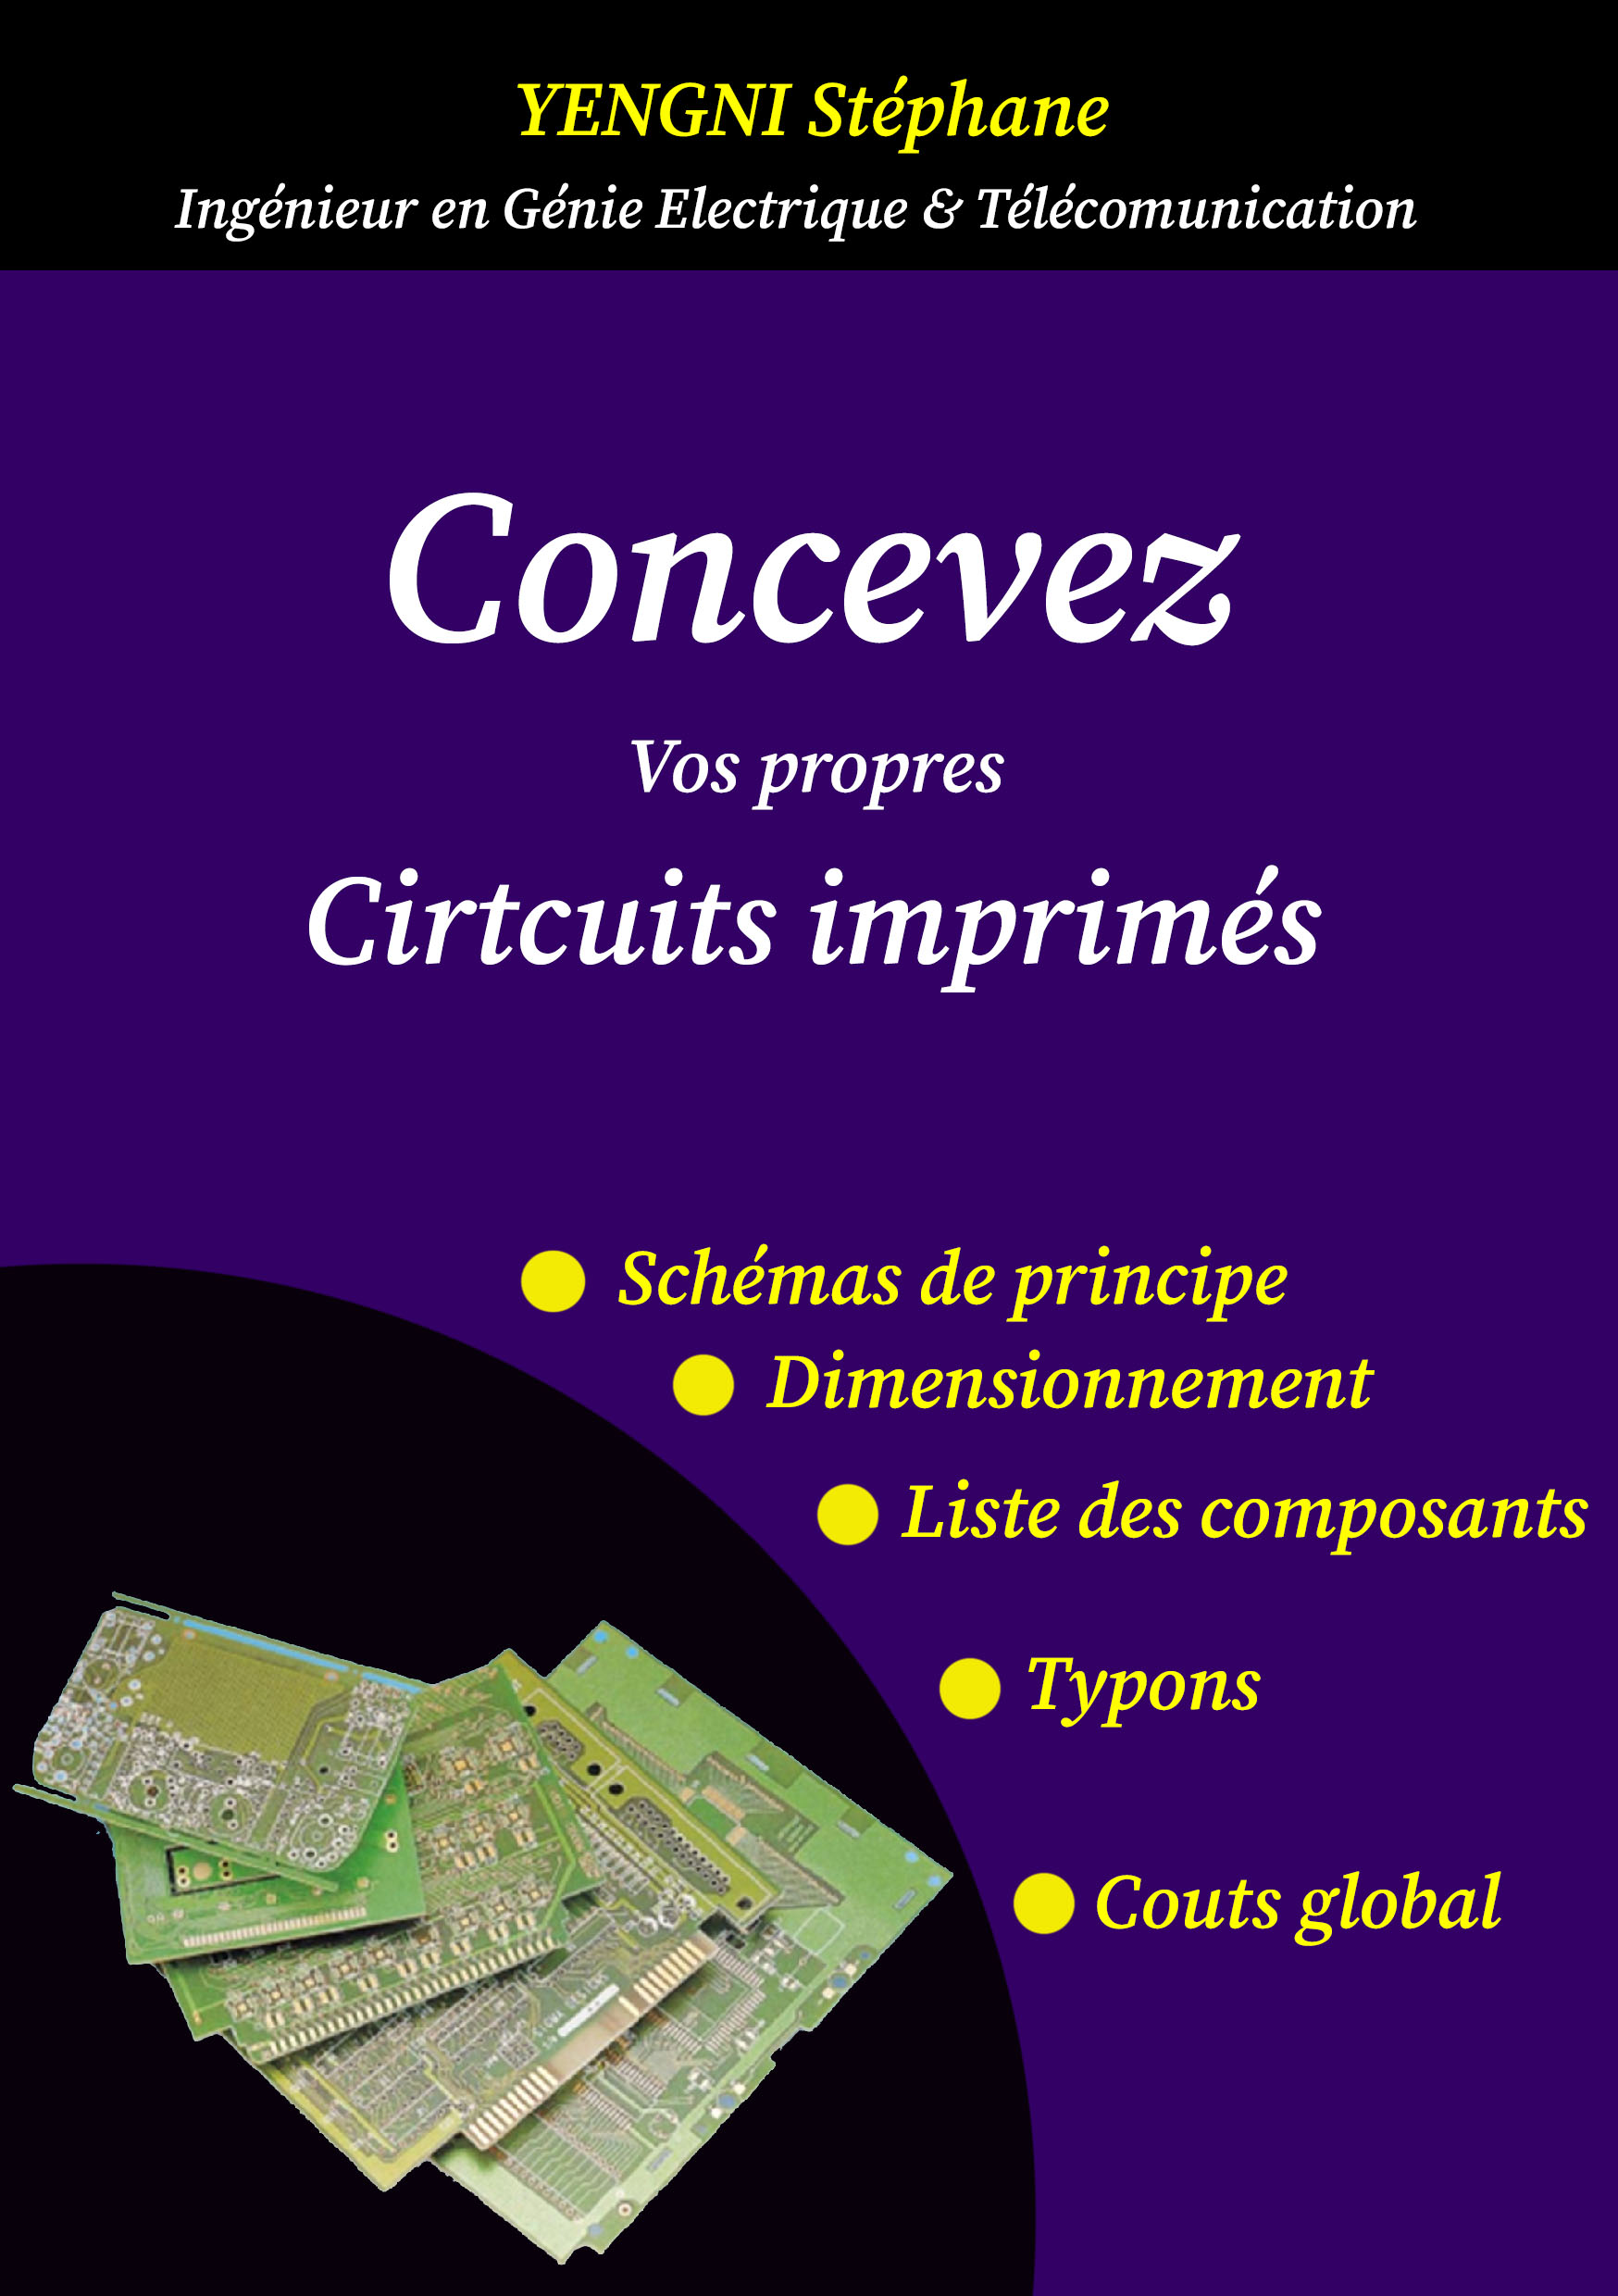 YENGNI Stéphane
Ingénieur en Génie Electrique & Télécomunication
Concevez
Vos propres
Cirtcuits imprimés
Schémas de principe
Dimensionnement
Liste des composants
Typons
Couts global